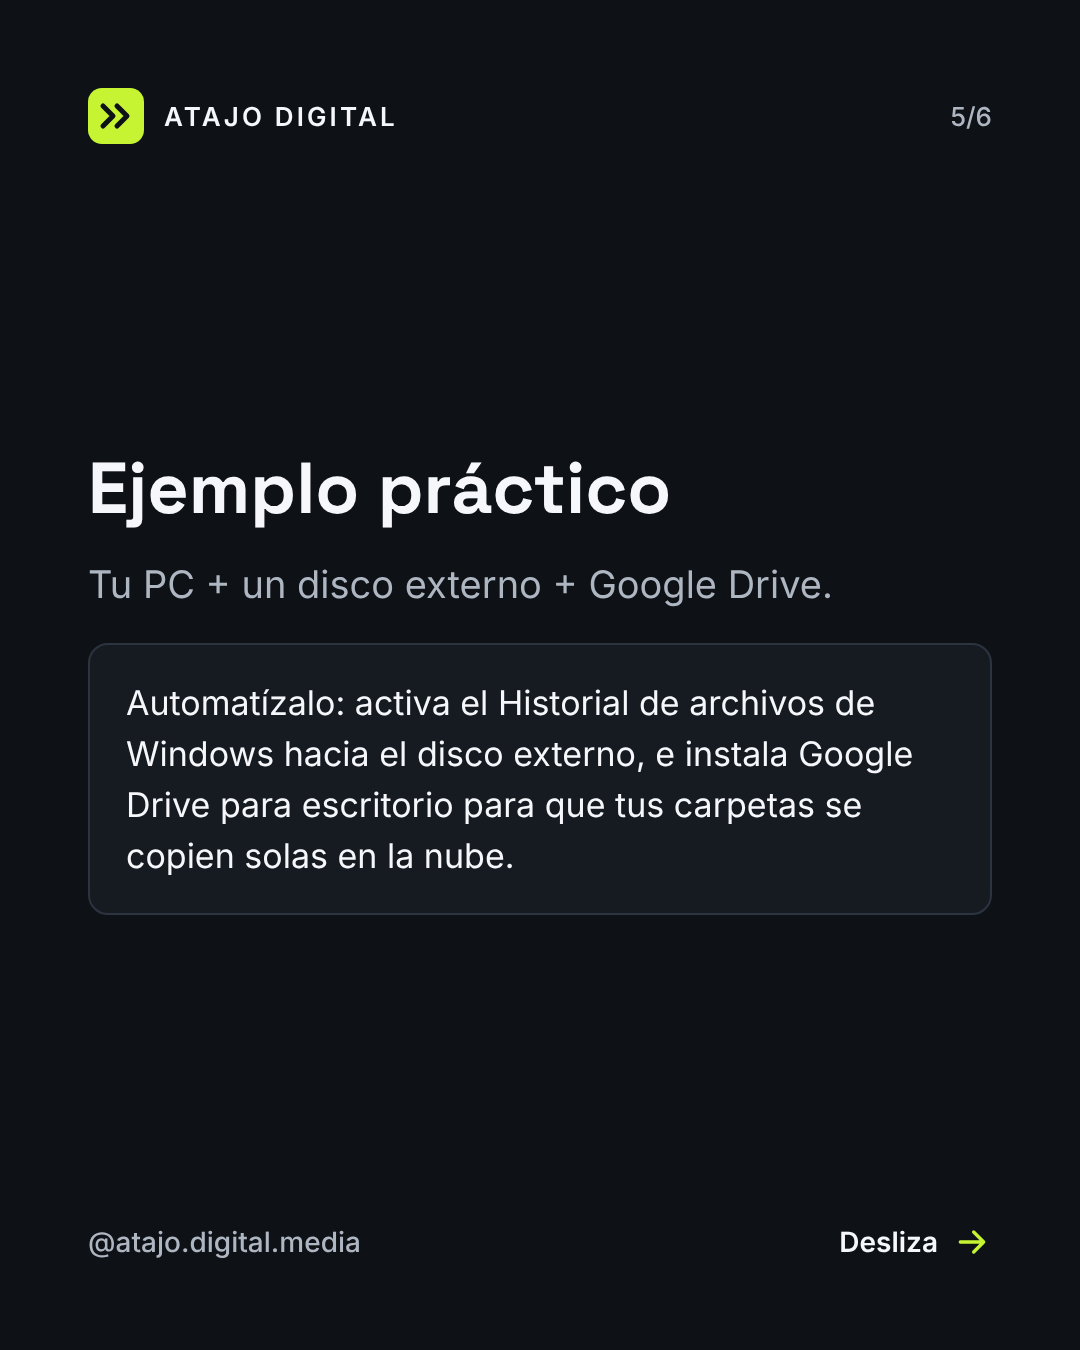 ATAJO DIGITAL
5/6
Ejemplo práctico
Tu PC + un disco externo + Google Drive.
Automatízalo: activa el Historial de archivos de
Windows hacia el disco externo, e instala Google
Drive para escritorio para que tus carpetas se
copien solas en la nube.
@atajo.digital.media
Desliza →